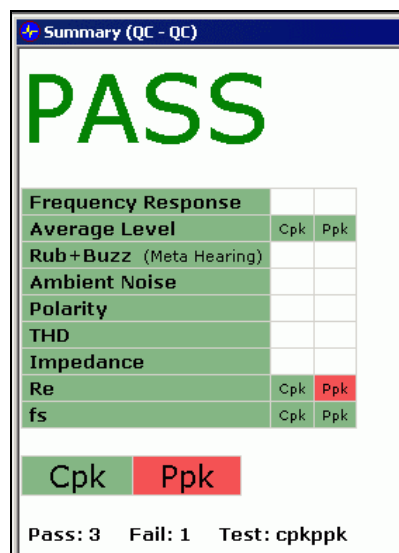 Summary (QC - QC)
PASS
Frequency Response
Average Level Cpk Ppk
Rub+Buzz (Meta Hearing)
Ambient Noise
Polarity
THD
Impedance
Re Cpk Ppk
fs Cpk Ppk
Cpk Ppk
Pass: 3 Fail: 1 Test: cpkppk